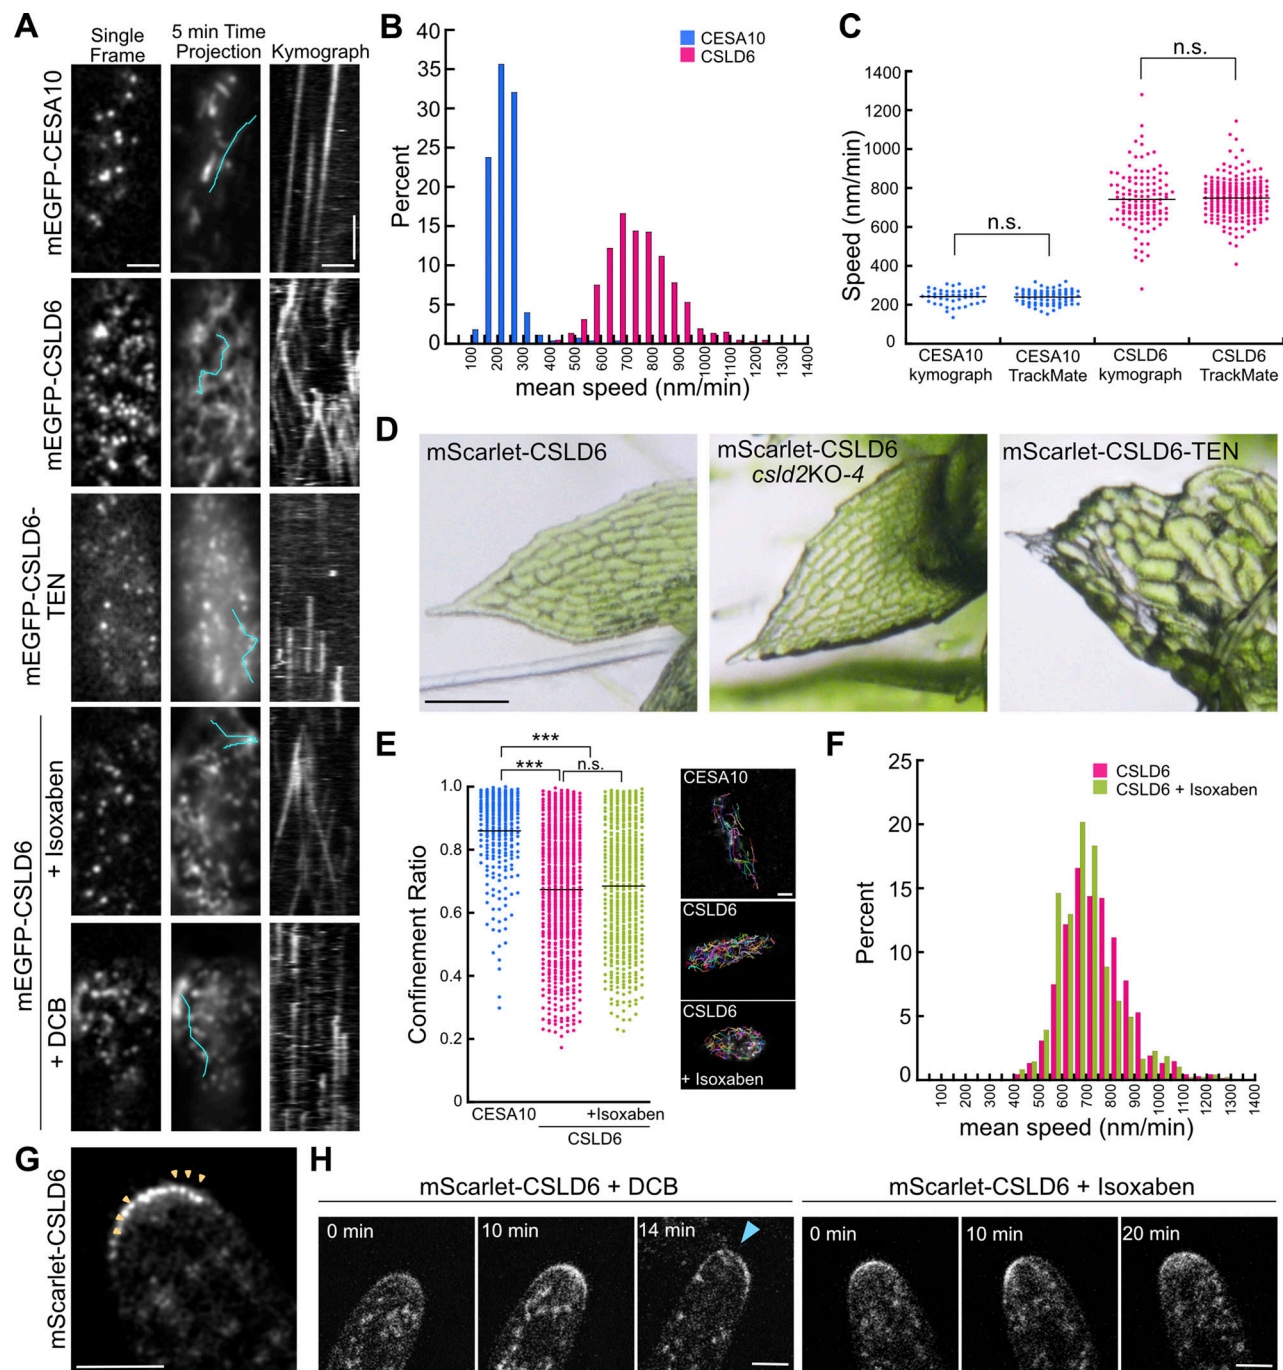 A
Single
Frame
5 min Time
Projection
Kymograph
mEGFP-CESA10
mEGFP-CSLD6
mEGFP-CSLD6-
TEN
mEGFP-CSLD6
+ Isoxaben
+ DCB
B
40
35
30
25
20
15
10
5
0
Percent
CESA10
CSLD6
100
200
300
400
500
600
700
800
900
1000
1100
1200
1300
1400
mean speed (nm/min)
C
n.s.
n.s.
1400
1200
1000
800
600
400
200
0
Speed (nm/min)
CESA10
kymograph
CESA10
TrackMate
CSLD6
kymograph
CSLD6
TrackMate
D
mScarlet-CSLD6
mScarlet-CSLD6
csld2KO-4
mScarlet-CSLD6-TEN
E
***
***
n.s.
1.0
0.8
0.6
0.4
0.2
0
Confinement Ratio
CESA10
+Isoxaben
CSLD6
CESA10
CSLD6
CSLD6
+ Isoxaben
F
25
20
15
10
5
0
Percent
CSLD6
CSLD6 + Isoxaben
100
200
300
400
500
600
700
800
900
1000
1100
1200
1300
1400
mean speed (nm/min)
G
mScarlet-CSLD6
H
mScarlet-CSLD6 + DCB
0 min
10 min
14 min
mScarlet-CSLD6 + Isoxaben
0 min
10 min
20 min